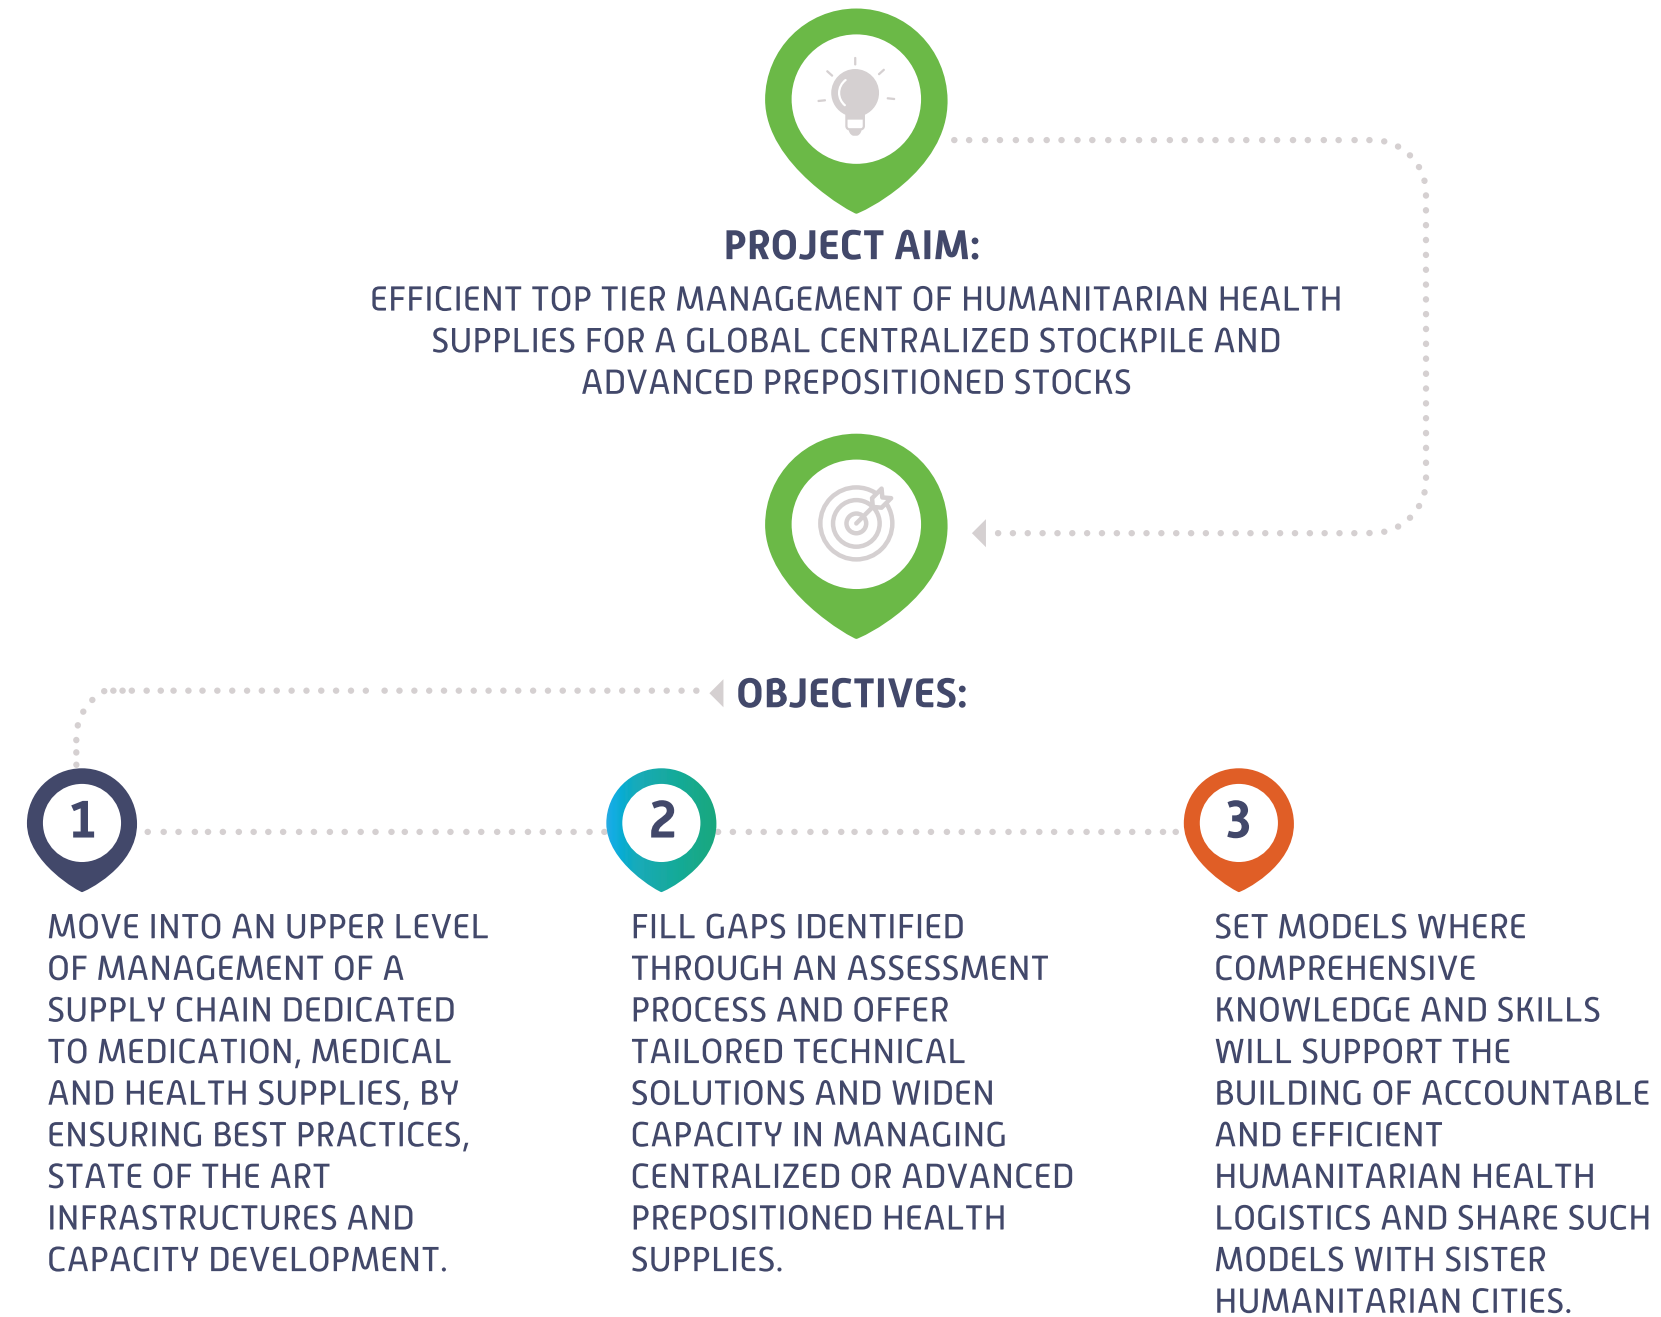 PROJECT AIM:
EFFICIENT TOP TIER MANAGEMENT OF HUMANITARIAN HEALTH
SUPPLIES FOR A GLOBAL CENTRALIZED STOCKPILE AND
ADVANCED PREPOSITIONED STOCKS
OBJECTIVES:
1
MOVE INTO AN UPPER LEVEL
OF MANAGEMENT OF A
SUPPLY CHAIN DEDICATED
TO MEDICATION, MEDICAL
AND HEALTH SUPPLIES, BY
ENSURING BEST PRACTICES,
STATE OF THE ART
INFRASTRUCTURES AND
CAPACITY DEVELOPMENT.
2
FILL GAPS IDENTIFIED
THROUGH AN ASSESSMENT
PROCESS AND OFFER
TAILORED TECHNICAL
SOLUTIONS AND WIDEN
CAPACITY IN MANAGING
CENTRALIZED OR ADVANCED
PREPOSITIONED HEALTH
SUPPLIES.
3
SET MODELS WHERE
COMPREHENSIVE
KNOWLEDGE AND SKILLS
WILL SUPPORT THE
BUILDING OF ACCOUNTABLE
AND EFFICIENT
HUMANITARIAN HEALTH
LOGISTICS AND SHARE SUCH
MODELS WITH SISTER
HUMANITARIAN CITIES.